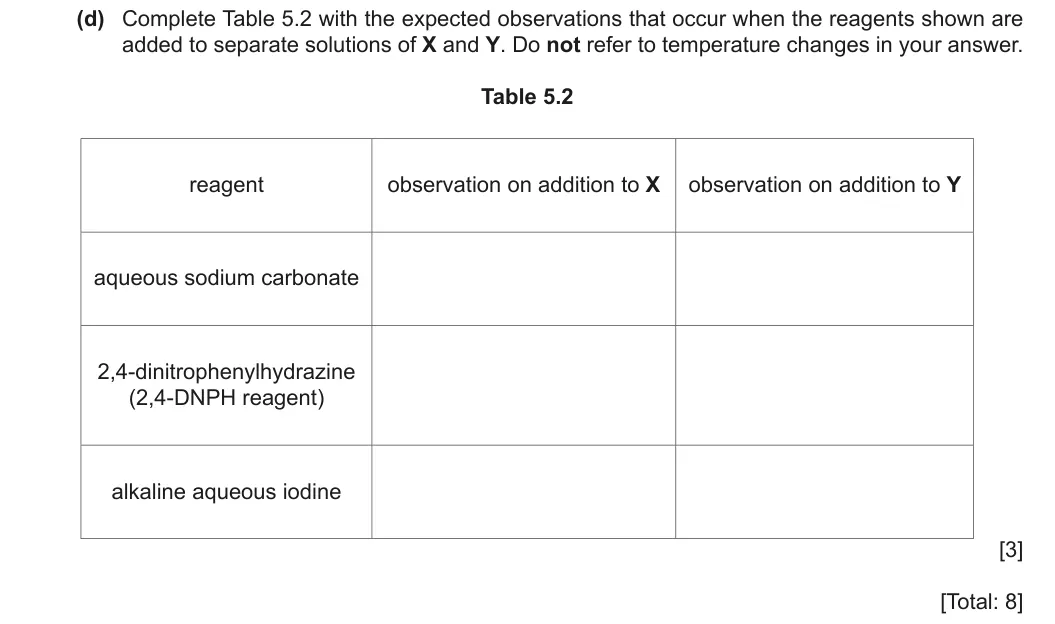 (d) Complete Table 5.2 with the expected observations that occur when the reagents shown are
added to separate solutions of X and Y. Do not refer to temperature changes in your answer.
Table 5.2
reagent observation on addition to X observation on addition to Y
aqueous sodium carbonate
2,4-dinitrophenylhydrazine
(2,4-DNPH reagent)
alkaline aqueous iodine
[3]
[Total: 8]